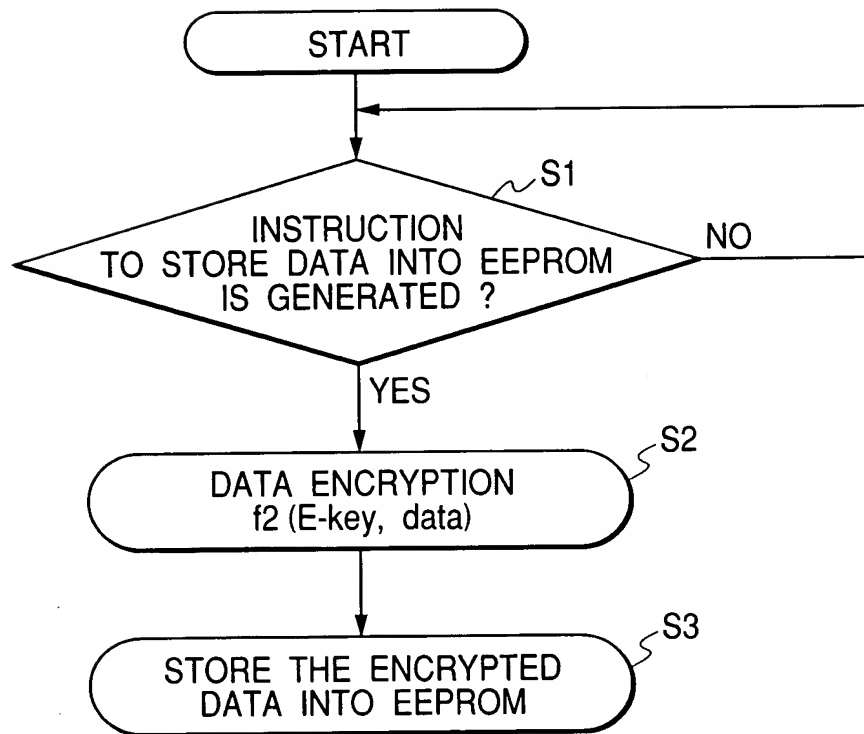 START
S1
INSTRUCTION
TO STORE DATA INTO EEPROM
IS GENERATED ?
NO
YES
S2
DATA ENCRYPTION
f2 (E-key, data)
S3
STORE THE ENCRYPTED
DATA INTO EEPROM